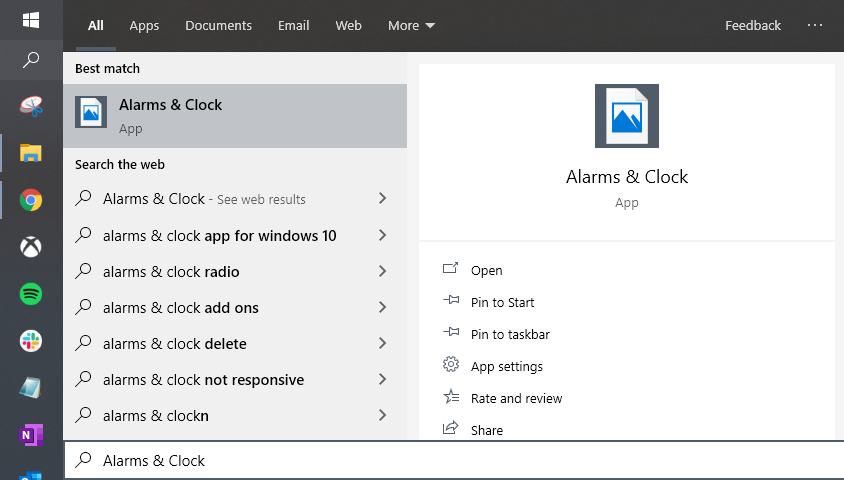 All Apps Documents Email Web More Feedback ···
Best match
Alarms & Clock
App
Search the web
Alarms & Clock - See web results
alarms & clock app for windows 10
alarms & clock radio
alarms & clock add ons
alarms & clock delete
alarms & clock not responsive
alarms & clockn
Alarms & Clock
App
Open
Pin to Start
Pin to taskbar
App settings
Rate and review
Share
N
Alarms & Clock